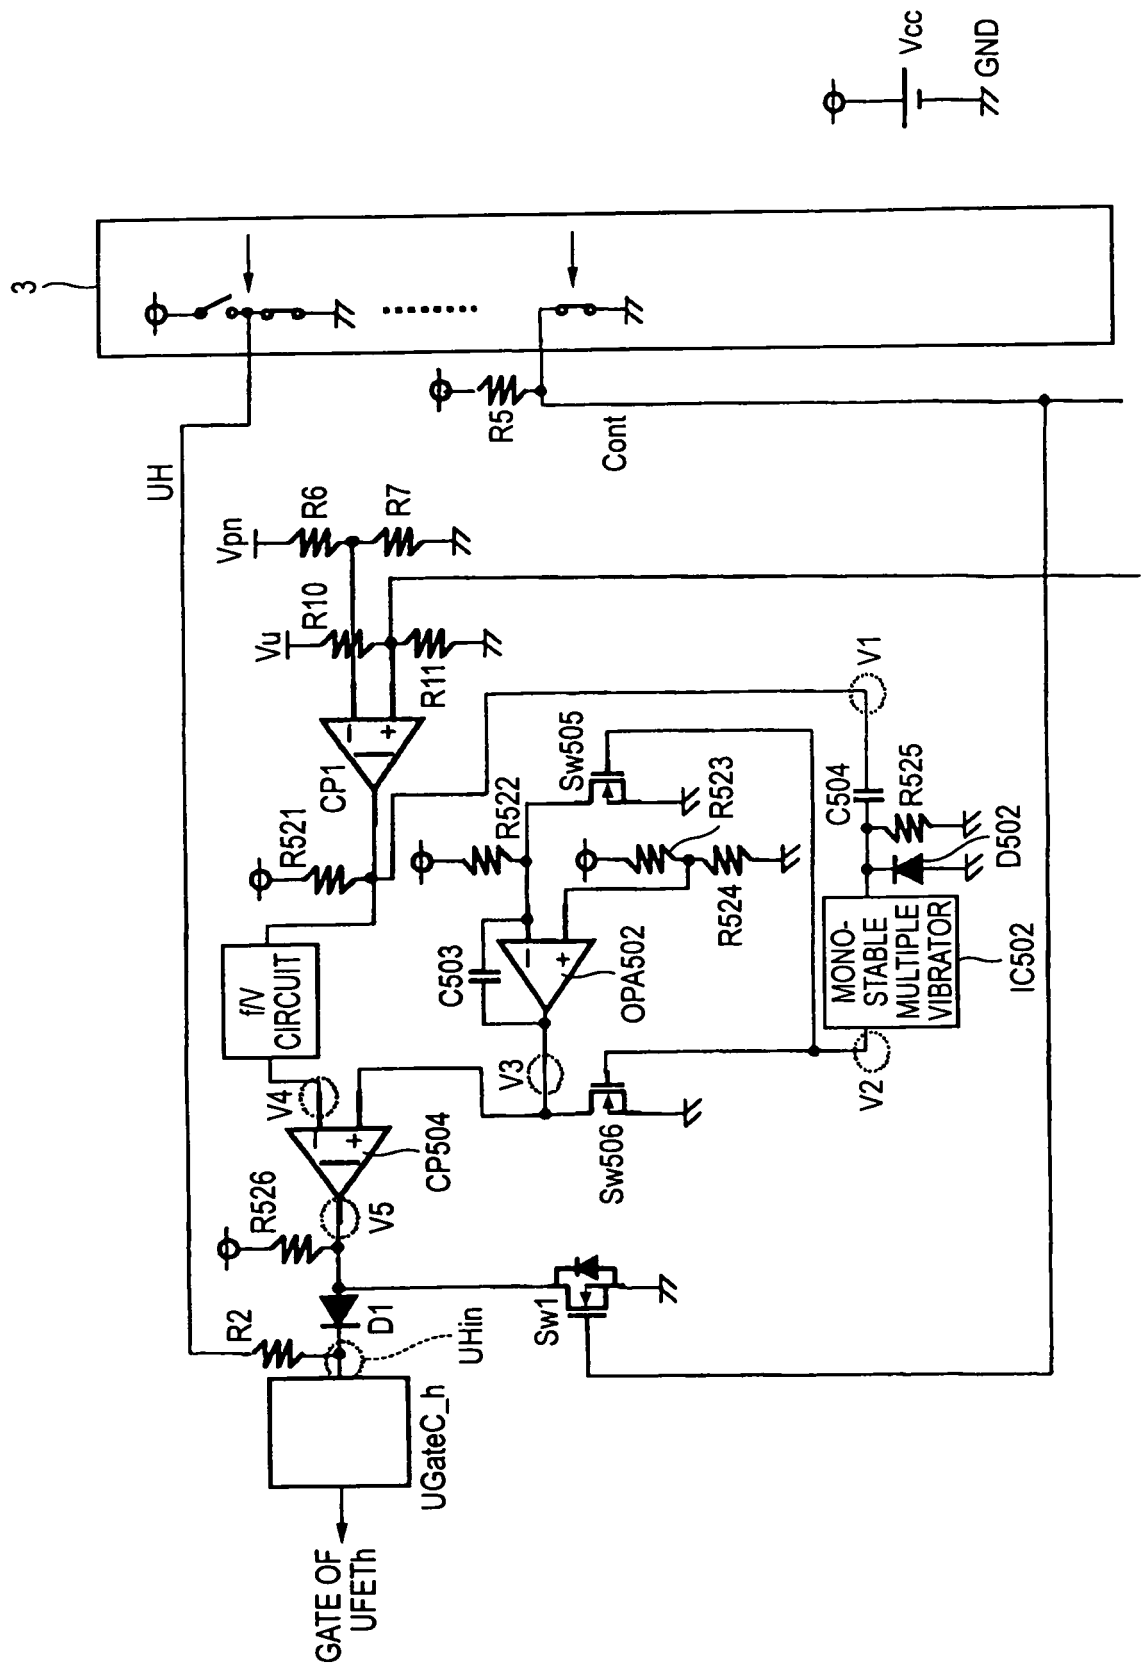 3
Vcc
GND
UH
R5
Cont
Vpn
R6
R7
Vu
R10
R11
CP1
V1
R521
R522
Sw505
R523
R524
C504
R525
D502
f/V
CIRCUIT
C503
OPA502
MONO-
STABLE
MULTIPLE
VIBRATOR
IC502
V4
V3
V2
CP504
Sw506
R526
V5
R2
D1
UHin
Sw1
UGateC_h
GATE OF
UFETh